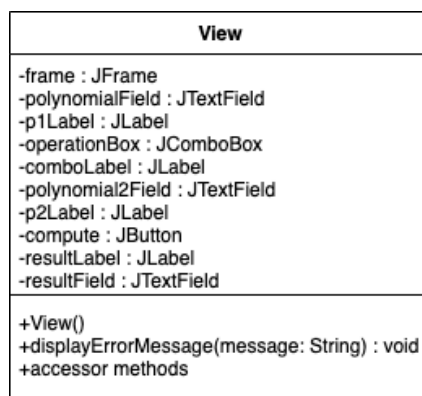 View
-frame : JFrame
-polynomialField : JTextField
-p1Label : JLabel
-operationBox : JComboBox
-comboLabel : JLabel
-polynomial2Field : JTextField
-p2Label : JLabel
-compute : JButton
-resultLabel : JLabel
-resultField : JTextField
+View()
+displayErrorMessage(message: String) : void
+accessor methods